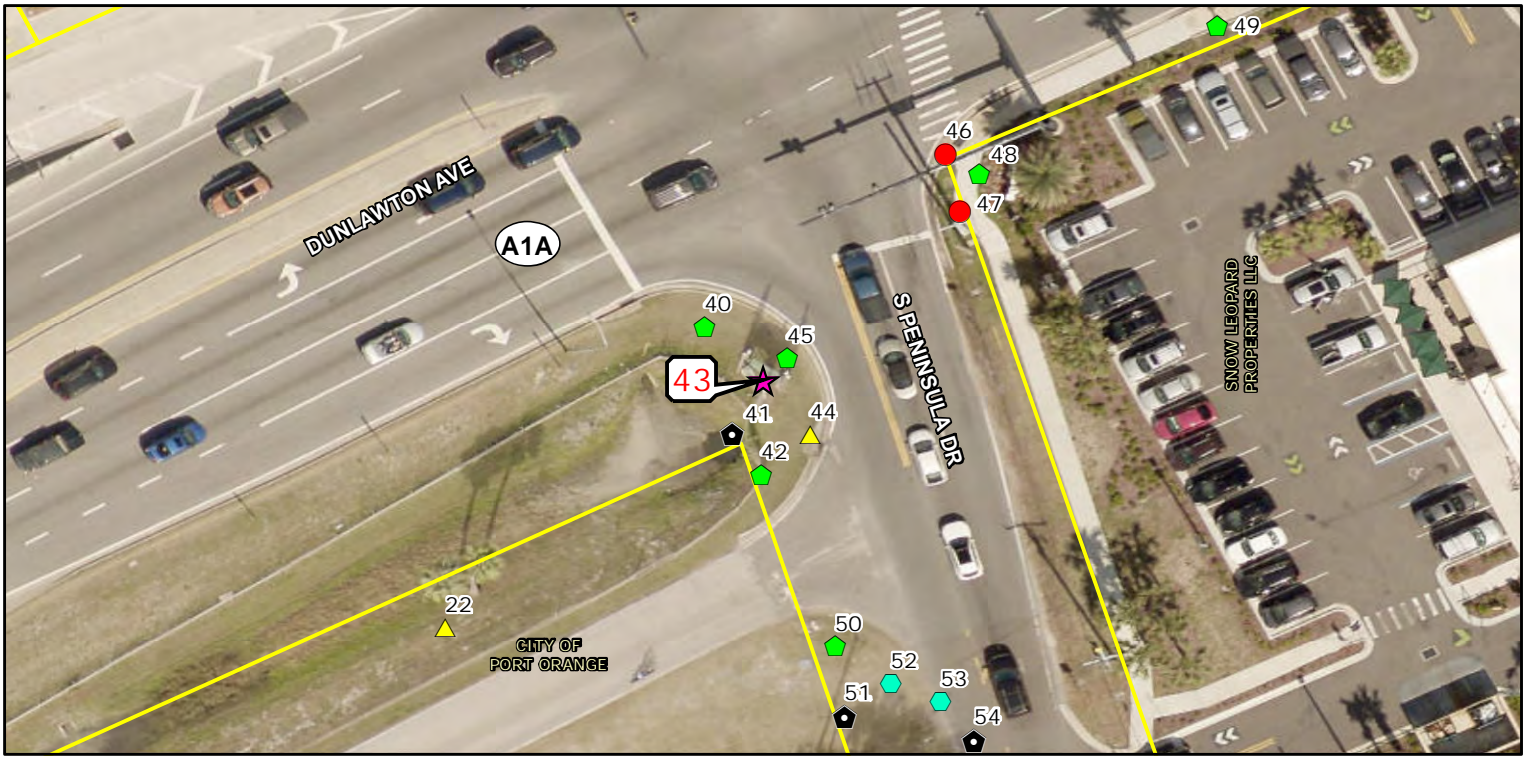 49
46
48
47
DUNLAWTON AVE
A1A
40
45
43
41
44
42
S PENINSULA DR
SNOW LEOPARD
PROPERTIES LLC
22
CITY OF
PORT ORANGE
50
52
53
51
54